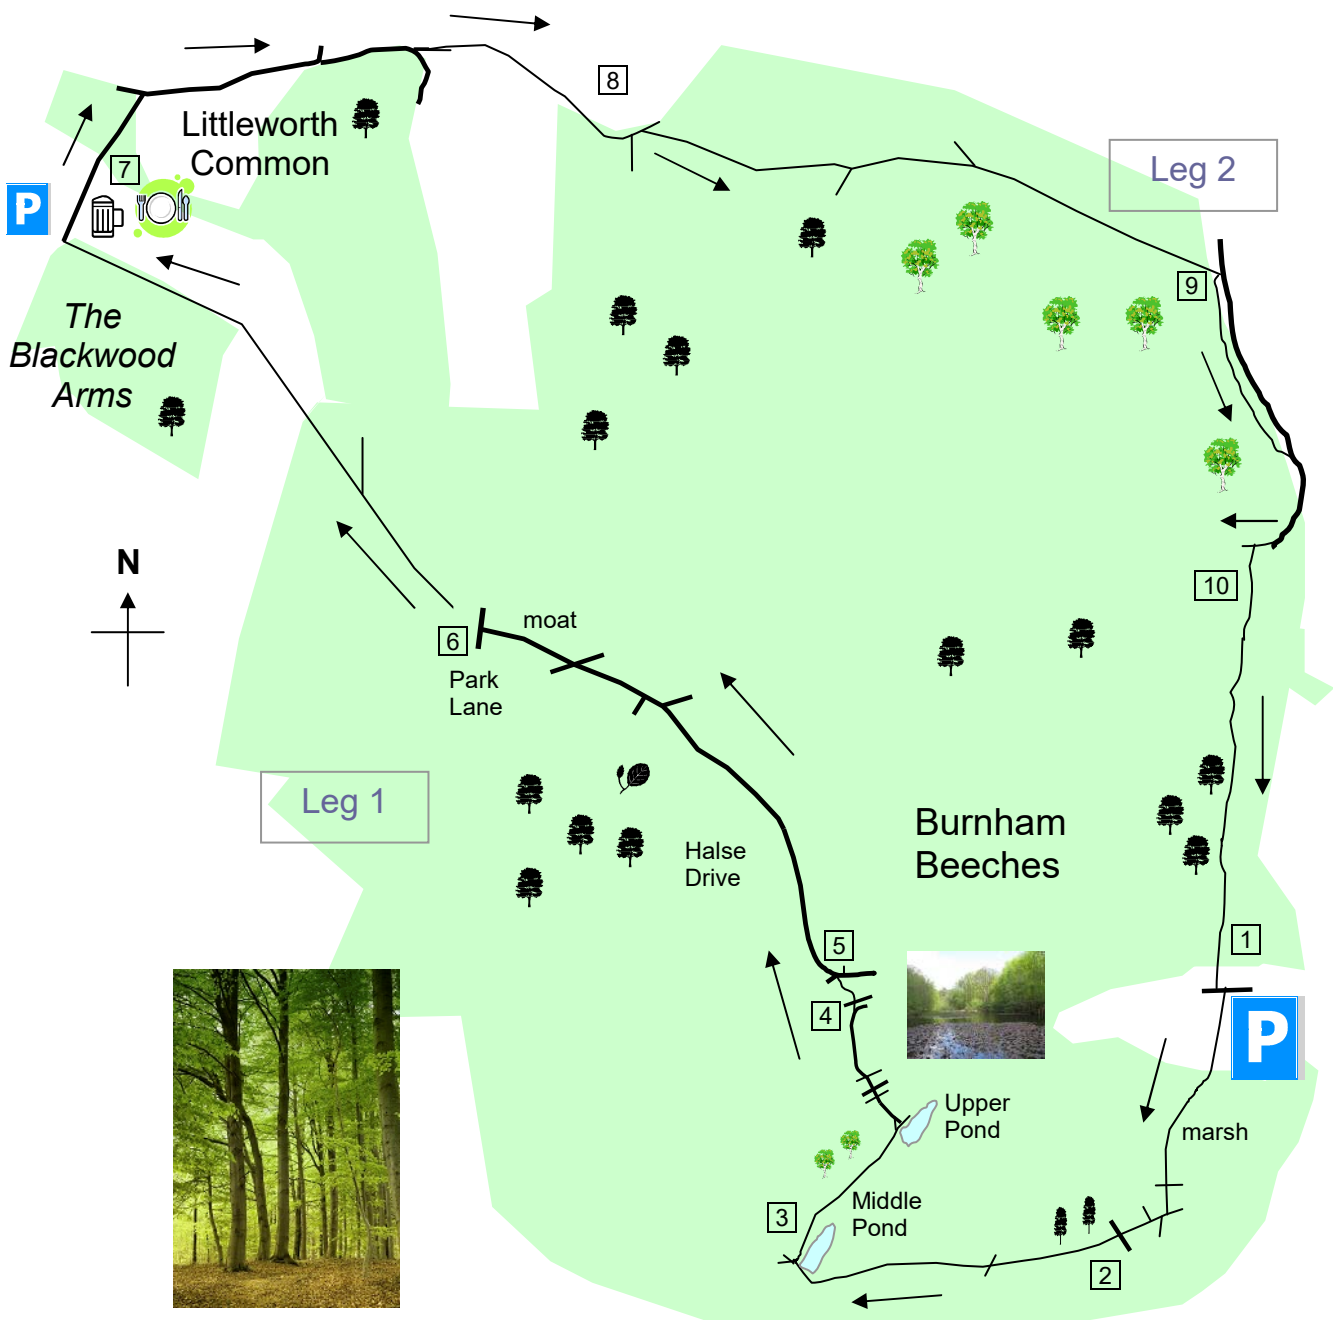 8
Littleworth
Common
Leg 2
7
P
9
The
Blackwood
Arms
N
10
moat
6
Park
Lane
Leg 1
Burnham
Beeches
Halse
Drive
5
1
4
P
Upper
Pond
marsh
Middle
Pond
3
2